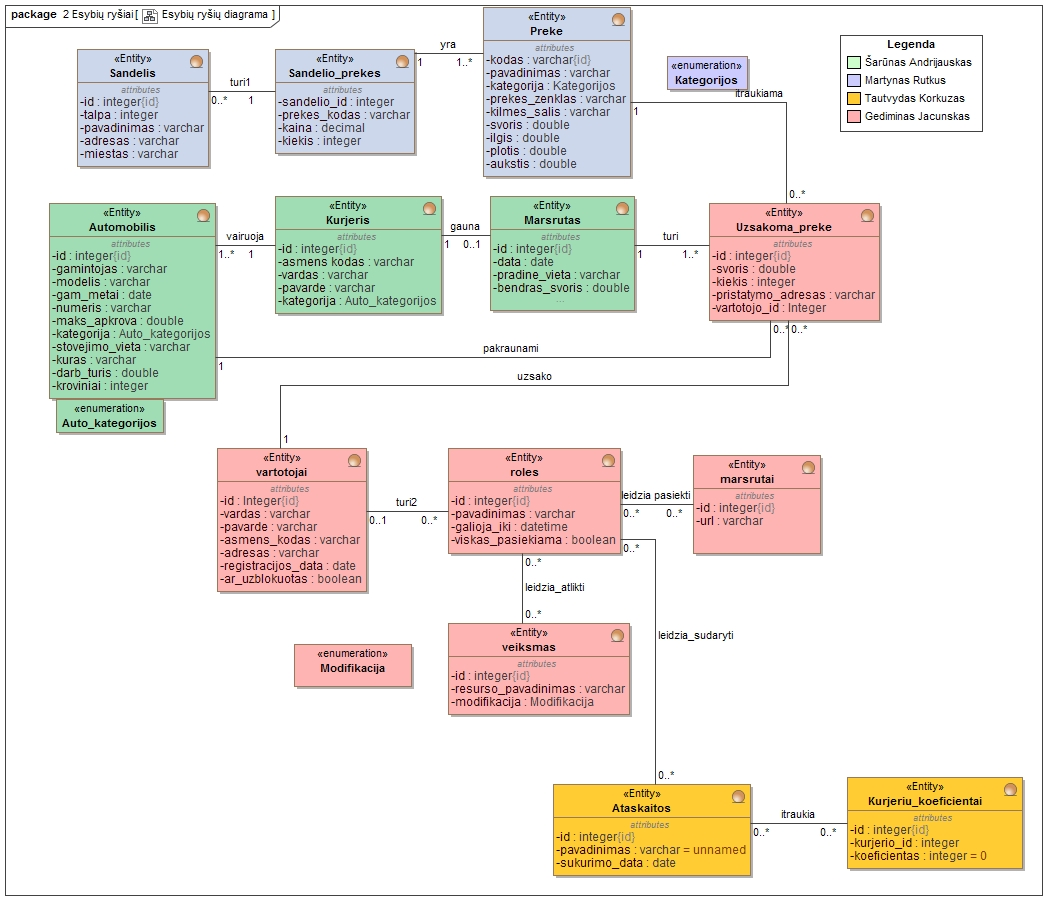 package 2 Esybių ryšiai[ Esybių ryšių diagrama ]
Legenda
Šarūnas Andrijauskas
Martynas Rutkus
Tautvydas Korkuzas
Gediminas Jacunskas
«Entity»
Sandelis
attributes
-id : integer{id}
-talpa : integer
-pavadinimas : varchar
-adresas : varchar
-miestas : varchar
turi1
0..*
1
«Entity»
Sandelio_prekes
attributes
-sandelio_id : integer
-prekes_kodas : varchar
-kaina : decimal
-kiekis : integer
yra
1
1..*
«Entity»
Preke
attributes
-kodas : varchar{id}
-pavadinimas : varchar
-kategorija : Kategorijos
-prekes_zenklas : varchar
-kilmes_salis : varchar
-svoris : double
-ilgis : double
-plotis : double
-aukstis : double
«enumeration»
Kategorijos
itraukiama
1
0..*
«Entity»
Automobilis
attributes
-id : integer{id}
-gamintojas : varchar
-modelis : varchar
-gam_metai : date
-numeris : varchar
-maks_apkrova : double
-kategorija : Auto_kategorijos
-stovejimo_vieta : varchar
-kuras : varchar
-darb_turis : double
-kroviniai : integer
«enumeration»
Auto_kategorijos
vairuoja
1..*
1
«Entity»
Kurjeris
attributes
-id : integer{id}
-asmens kodas : varchar
-vardas : varchar
-pavarde : varchar
-kategorija : Auto_kategorijos
gauna
1
0..1
«Entity»
Marsrutas
attributes
-id : integer{id}
-data : date
-pradine_vieta : varchar
-bendras_svoris : double
...
turi
1
1..*
«Entity»
Uzsakoma_preke
attributes
-id : integer{id}
-svoris : double
-kiekis : integer
-pristatymo_adresas : varchar
-vartotojo_id : Integer
0..*
0..*
pakraunami
1
uzsako
1
«Entity»
vartotojai
attributes
-id : Integer{id}
-vardas : varchar
-pavarde : varchar
-asmens_kodas : varchar
-adresas : varchar
-registracijos_data : date
-ar_uzblokuotas : boolean
turi2
0..1
0..*
«Entity»
roles
attributes
-id : integer{id}
-pavadinimas : varchar
-galioja_iki : datetime
-viskas_pasiekiama : boolean
leidzia pasiekti
0..*
0..*
«Entity»
marsrutai
attributes
-id : integer{id}
-url : varchar
0..*
0..*
leidzia_atlikti
0..*
leidzia_sudaryti
0..*
«enumeration»
Modifikacija
«Entity»
veiksmas
attributes
-id : integer{id}
-resurso_pavadinimas : varchar
-modifikacija : Modifikacija
«Entity»
Ataskaitos
attributes
-id : integer{id}
-pavadinimas : varchar = unnamed
-sukurimo_data : date
itraukia
0..*
0..*
«Entity»
Kurjeriu_koeficientai
attributes
-id : integer{id}
-kurjerio_id : integer
-koeficientas : integer = 0